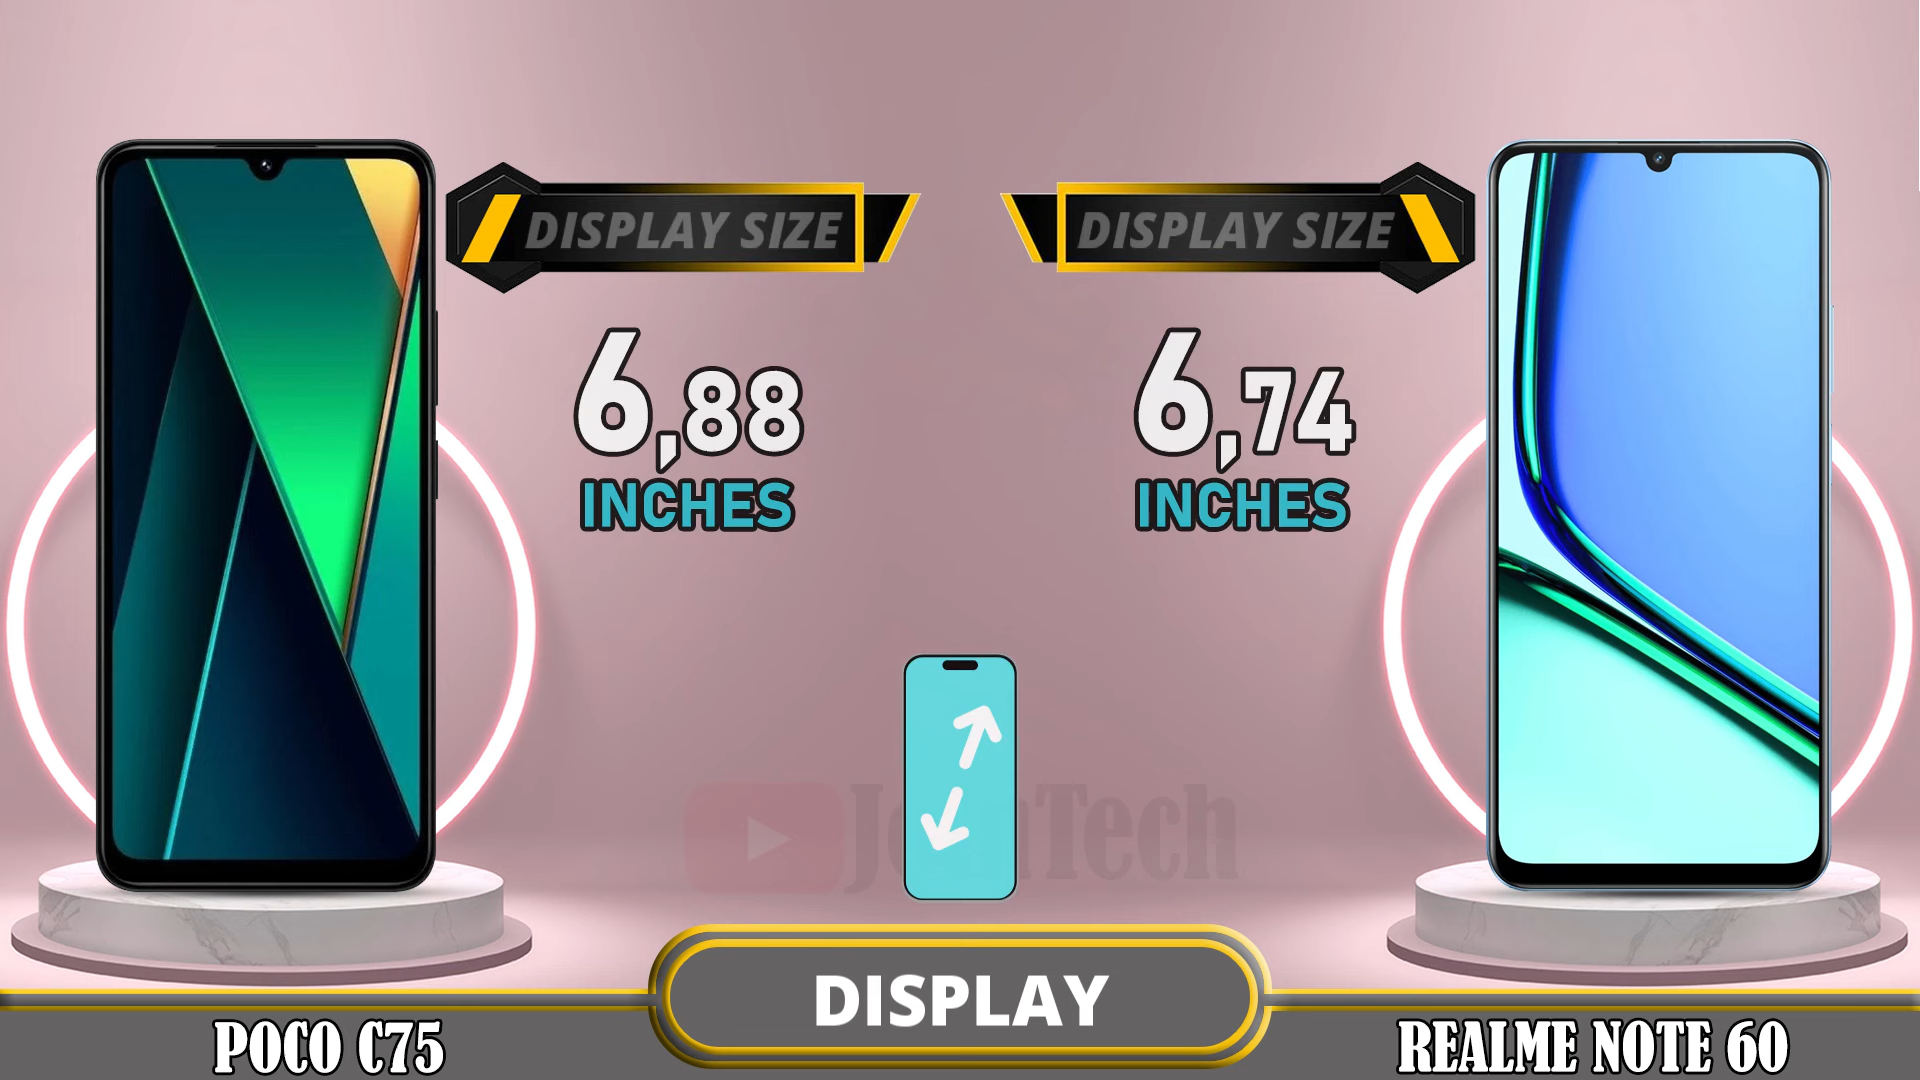 DISPLAY SIZE
DISPLAY SIZE
6,88
INCHES
6,74
INCHES
DISPLAY
POCO C75
REALME NOTE 60